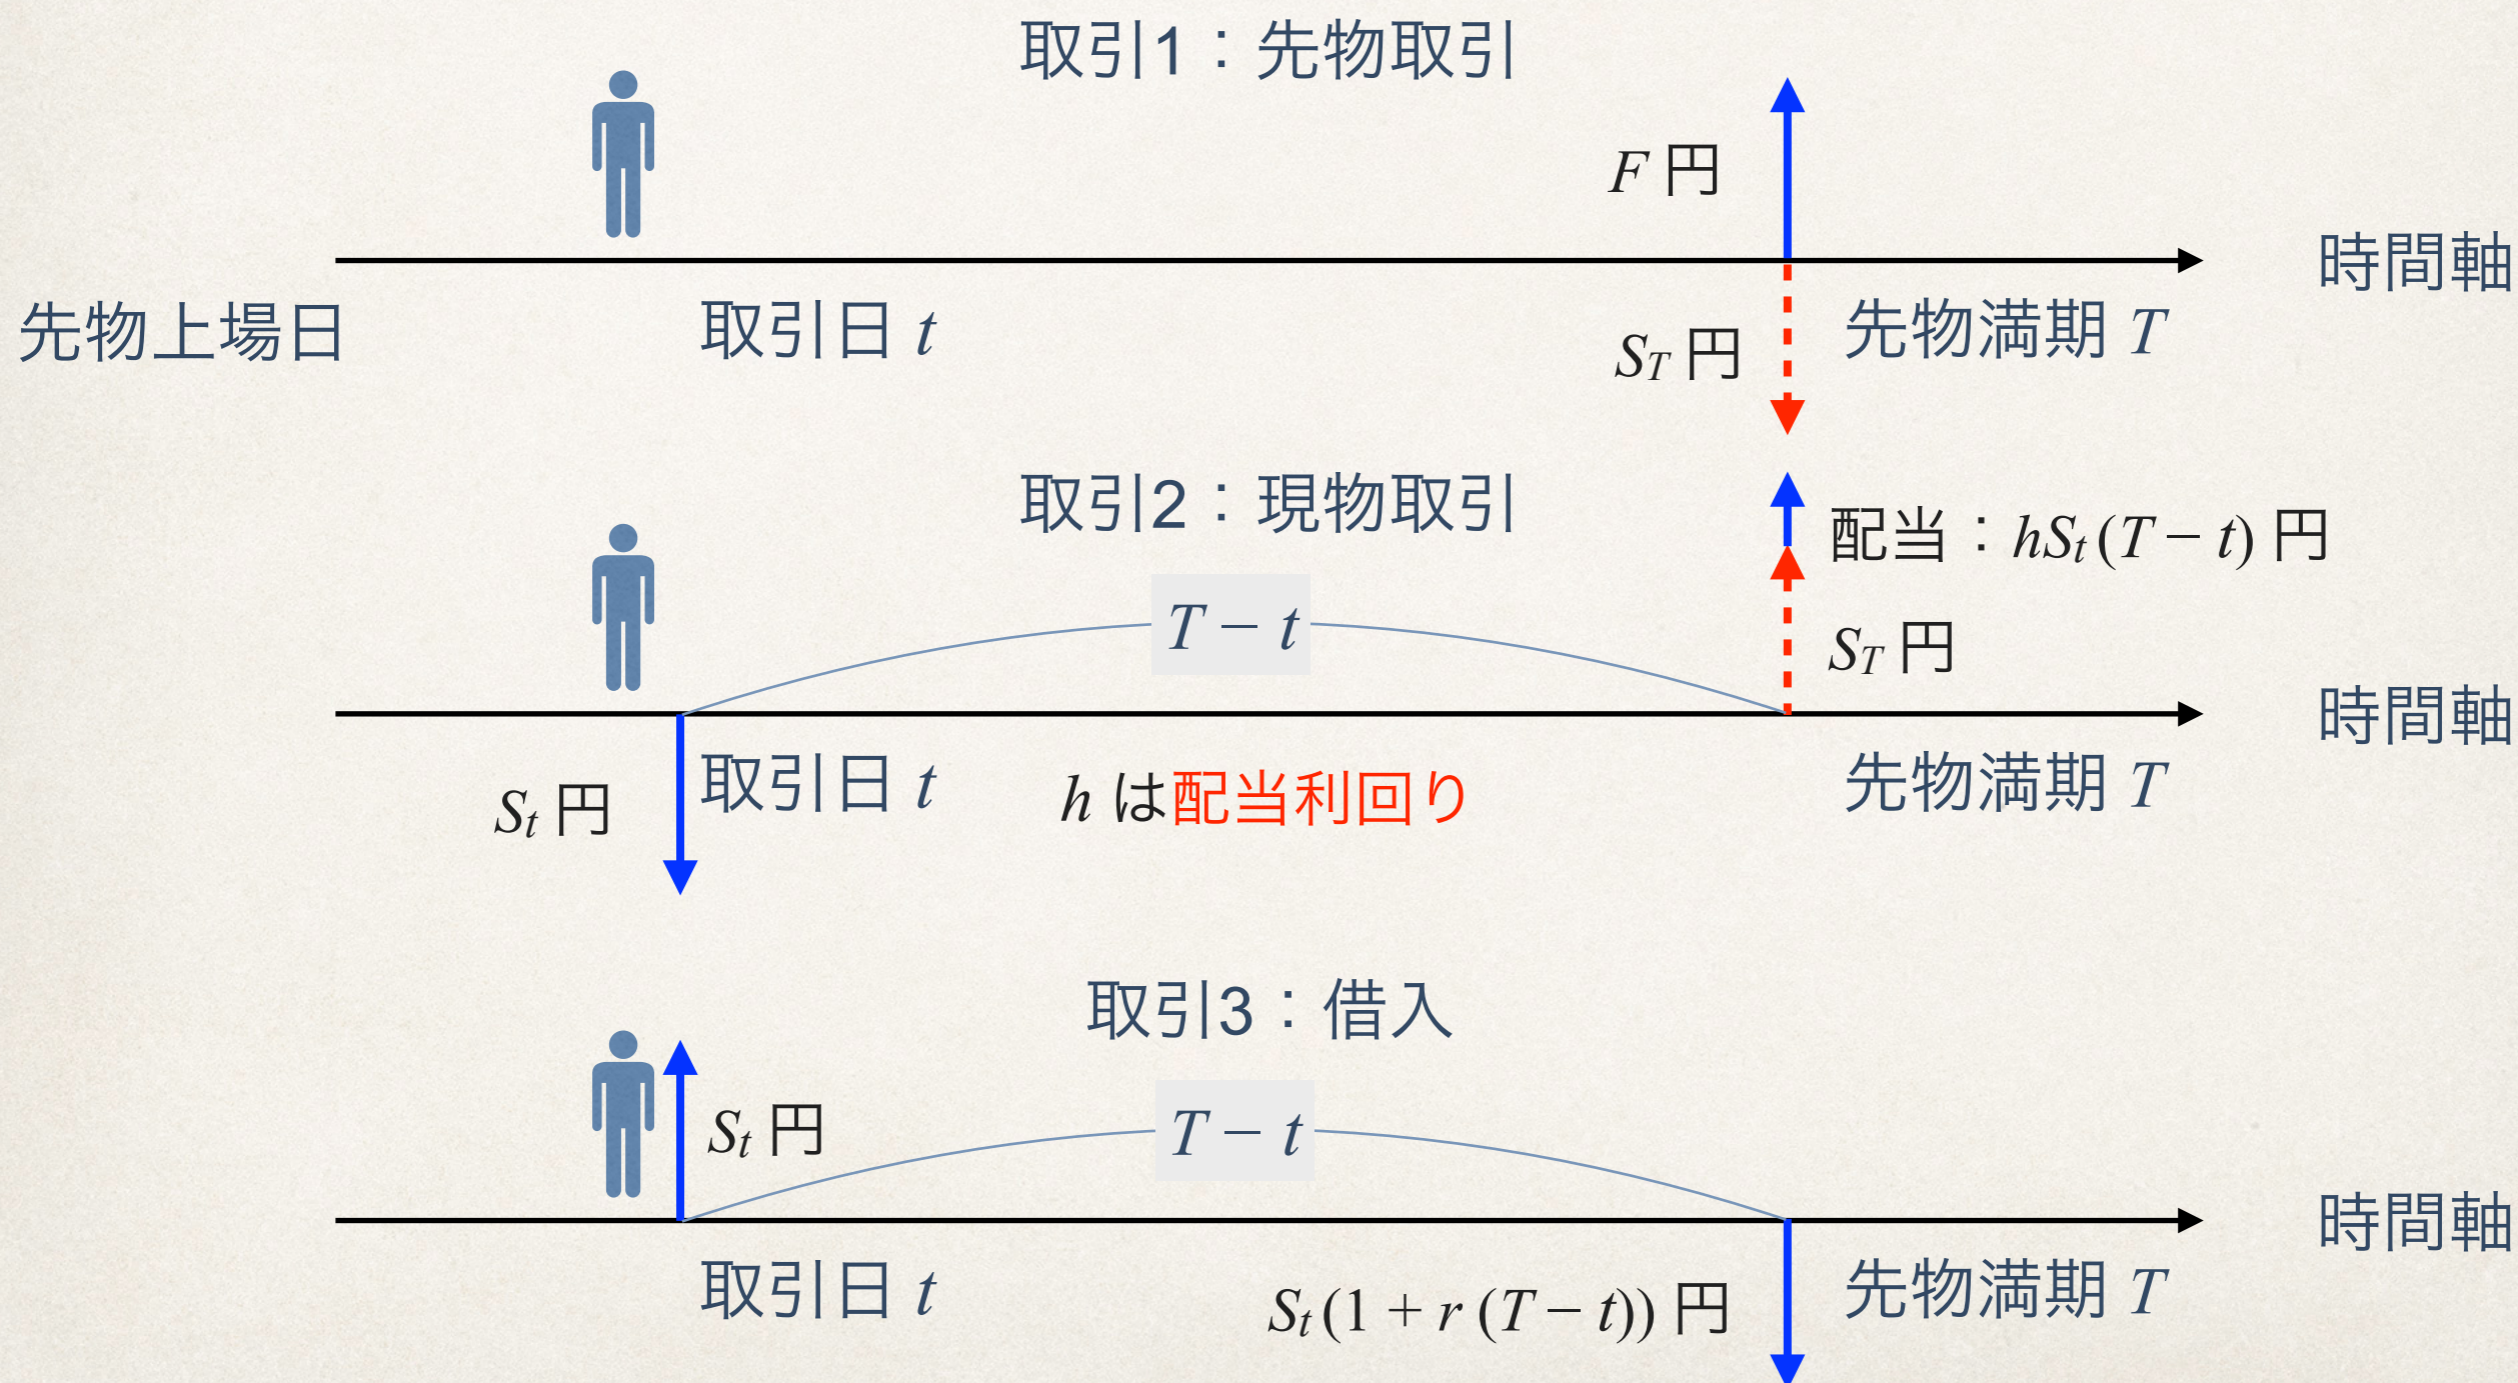 取引1：先物取引
F 円
時間軸
先物上場日
取引日 t
S_T 円
先物満期 T
取引2：現物取引
配当：hS_t (T − t) 円
T − t
S_T 円
時間軸
S_t 円
取引日 t
h は配当利回り
先物満期 T
取引3：借入
S_t 円
T − t
時間軸
取引日 t
S_t (1 + r (T − t)) 円
先物満期 T